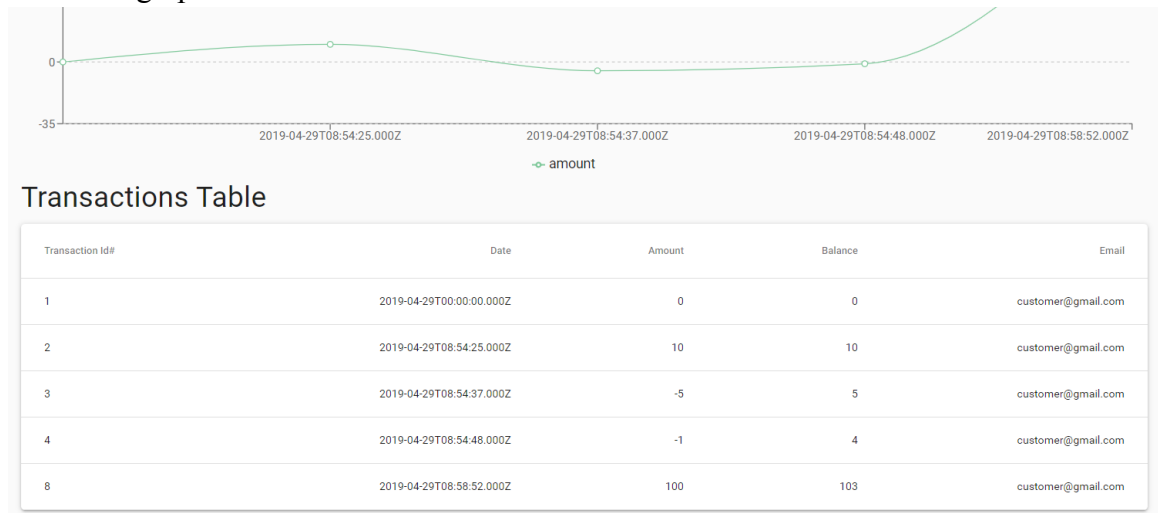 0
-35
2019-04-29T08:54:25.000Z 2019-04-29T08:54:37.000Z 2019-04-29T08:54:48.000Z 2019-04-29T08:58:52.000Z
amount
Transactions Table
Transaction Id# Date Amount Balance Email
1 2019-04-29T00:00:00.000Z 0 0 customer@gmail.com
2 2019-04-29T08:54:25.000Z 10 10 customer@gmail.com
3 2019-04-29T08:54:37.000Z -5 5 customer@gmail.com
4 2019-04-29T08:54:48.000Z -1 4 customer@gmail.com
8 2019-04-29T08:58:52.000Z 100 103 customer@gmail.com